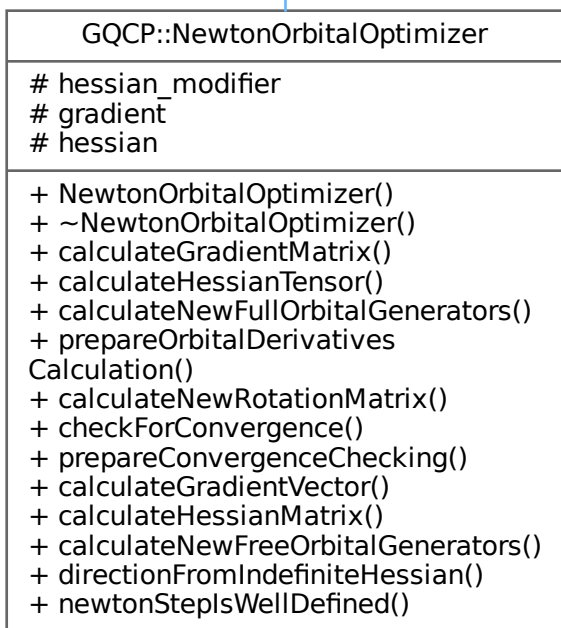 GQCP::NewtonOrbitalOptimizer
# hessian_modifier
# gradient
# hessian
+ NewtonOrbitalOptimizer()
+ ~NewtonOrbitalOptimizer()
+ calculateGradientMatrix()
+ calculateHessianTensor()
+ calculateNewFullOrbitalGenerators()
+ prepareOrbitalDerivatives
Calculation()
+ calculateNewRotationMatrix()
+ checkForConvergence()
+ prepareConvergenceChecking()
+ calculateGradientVector()
+ calculateHessianMatrix()
+ calculateNewFreeOrbitalGenerators()
+ directionFromIndefiniteHessian()
+ newtonStepIsWellDefined()